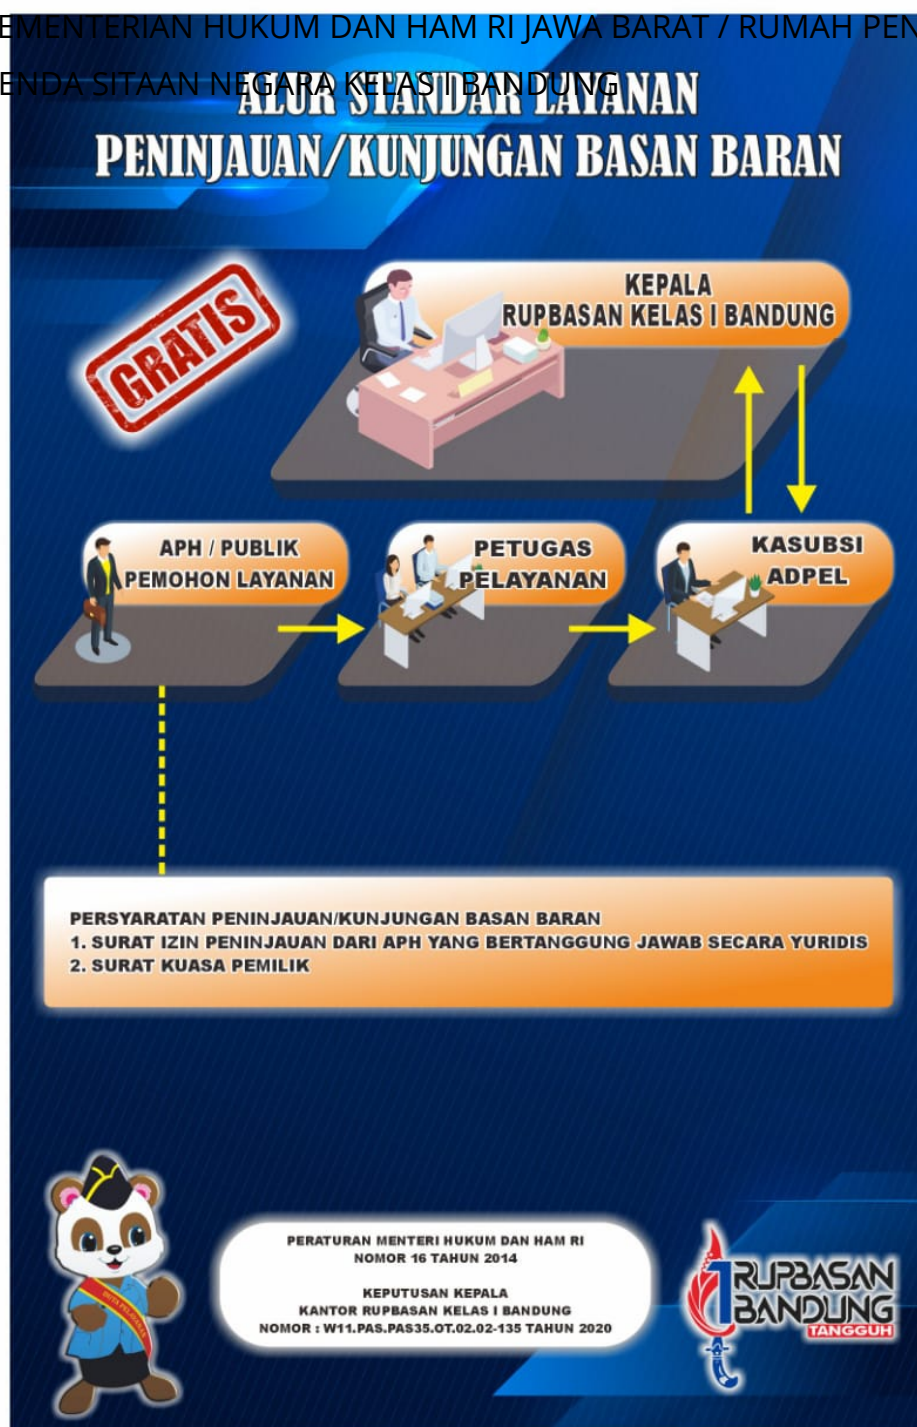 EMENTERIAN HUKUM DAN HAM RI JAWA BARAT / RUMAH PEN
ENDA SITAAN NEGARA KELAS I BANDUNG
ALUR STANDAR LAYANAN
PENINJAUAN/KUNJUNGAN BASAN BARAN
GRATIS
KEPALA
RUPBASAN KELAS I BANDUNG
APH / PUBLIK
PEMOHON LAYANAN
PETUGAS
PELAYANAN
KASUBSI
ADPEL
PERSYARATAN PENINJAUAN/KUNJUNGAN BASAN BARAN
1. SURAT IZIN PENINJAUAN DARI APH YANG BERTANGGUNG JAWAB SECARA YURIDIS
2. SURAT KUASA PEMILIK
PERATURAN MENTERI HUKUM DAN HAM RI
NOMOR 16 TAHUN 2014
KEPUTUSAN KEPALA
KANTOR RUPBASAN KELAS I BANDUNG
NOMOR : W11.PAS.PAS35.OT.02.02-135 TAHUN 2020
DUTA PELAYANAN
1 RUPBASAN
BANDUNG
TANGGUH